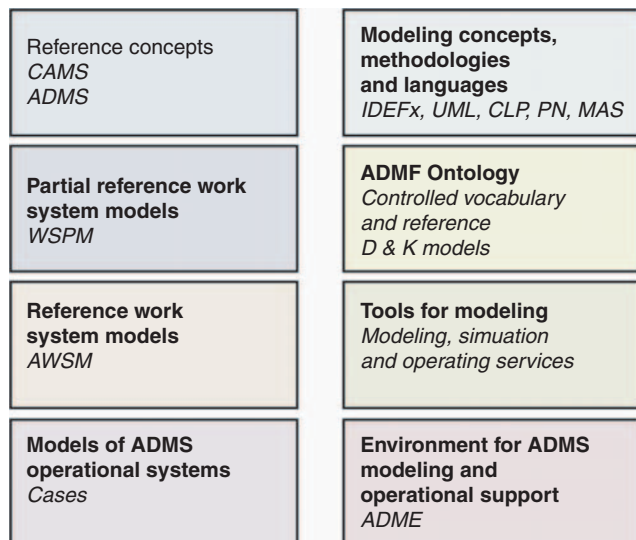 Reference concepts
CAMS
ADMS
Modeling concepts,
methodologies
and languages
IDEFx, UML, CLP, PN, MAS
Partial reference work
system models
WSPM
ADMF Ontology
Controlled vocabulary
and reference
D & K models
Reference work
system models
AWSM
Tools for modeling
Modeling, simuation
and operating services
Models of ADMS
operational systems
Cases
Environment for ADMS
modeling and
operational support
ADME